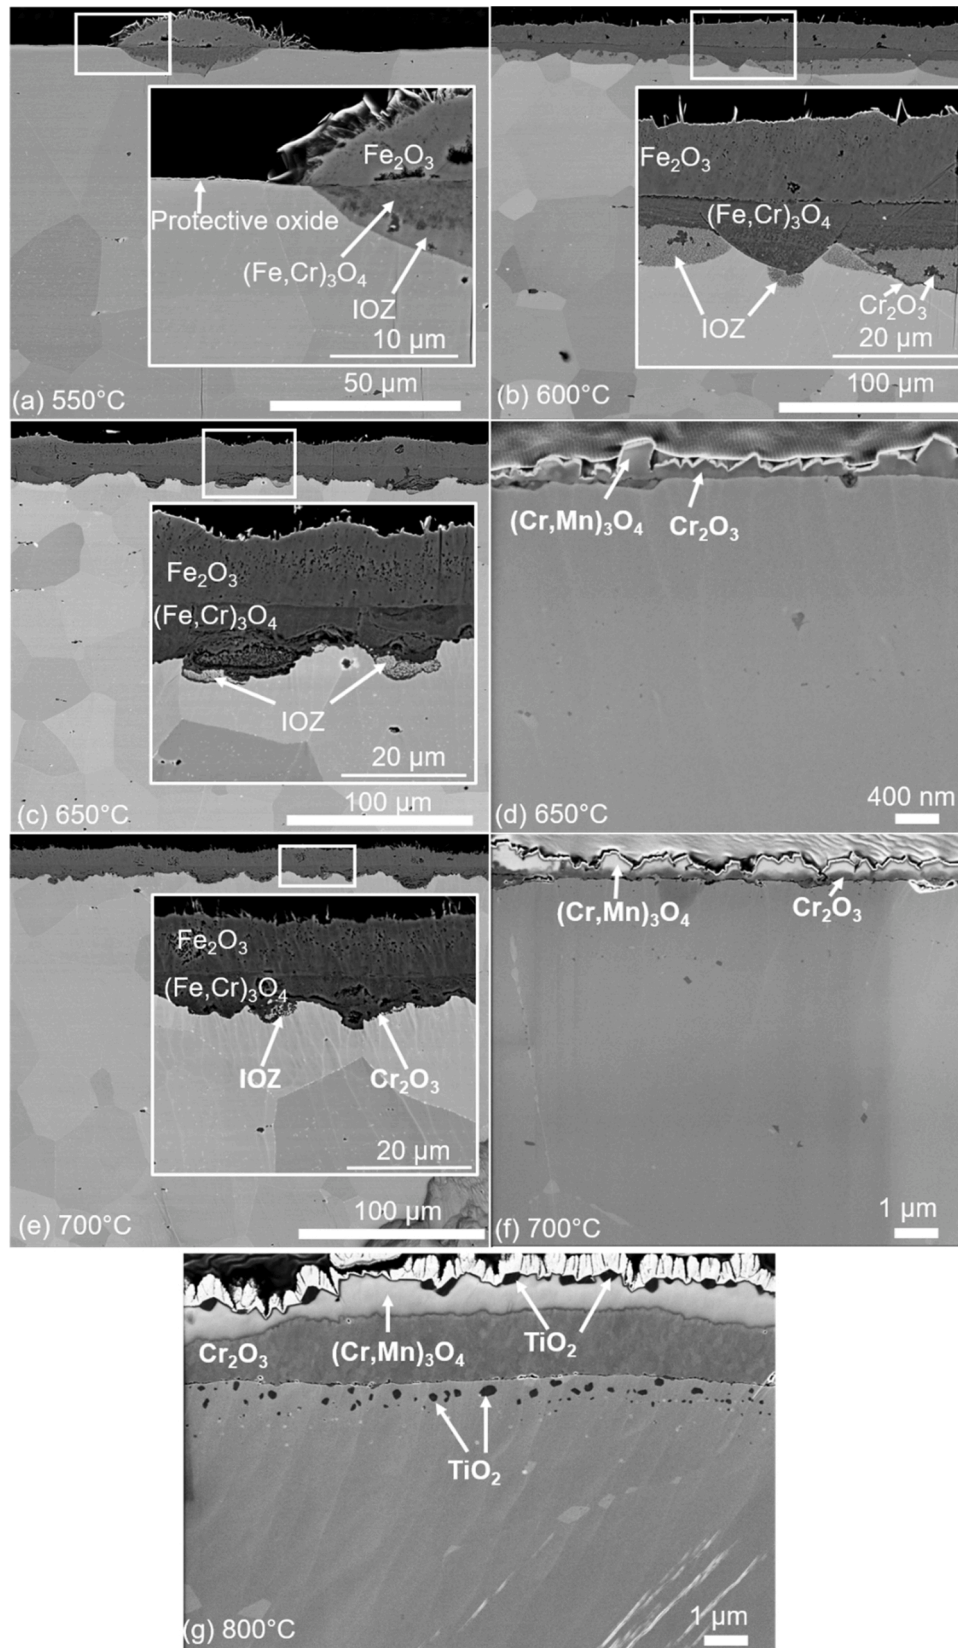 Fe₂O₃
Protective oxide
(Fe,Cr)₃O₄
IOZ
10 µm
50 µm
(a) 550°C
Fe₂O₃
(Fe,Cr)₃O₄
IOZ
Cr₂O₃
20 µm
100 µm
(b) 600°C
Fe₂O₃
(Fe,Cr)₃O₄
IOZ
20 µm
100 µm
(c) 650°C
(Cr,Mn)₃O₄
Cr₂O₃
400 nm
(d) 650°C
Fe₂O₃
(Fe,Cr)₃O₄
IOZ
Cr₂O₃
20 µm
100 µm
(e) 700°C
(Cr,Mn)₃O₄
Cr₂O₃
1 µm
(f) 700°C
TiO₂
Cr₂O₃
(Cr,Mn)₃O₄
TiO₂
1 µm
(g) 800°C